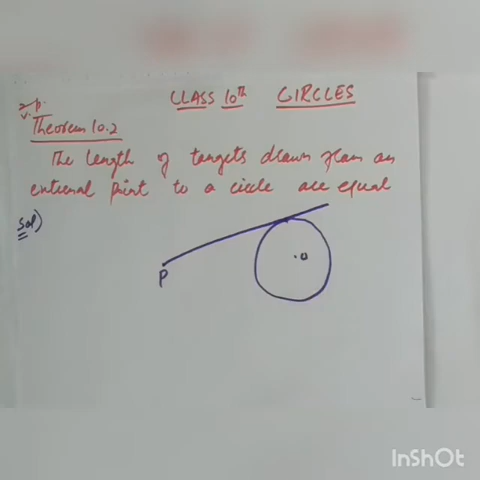 CLASS 10th CIRCLES
v. p.
Theorem 10.2
The length of tangets drawn from an
external point to a circle are equal
Sol)
P
O
InShOt